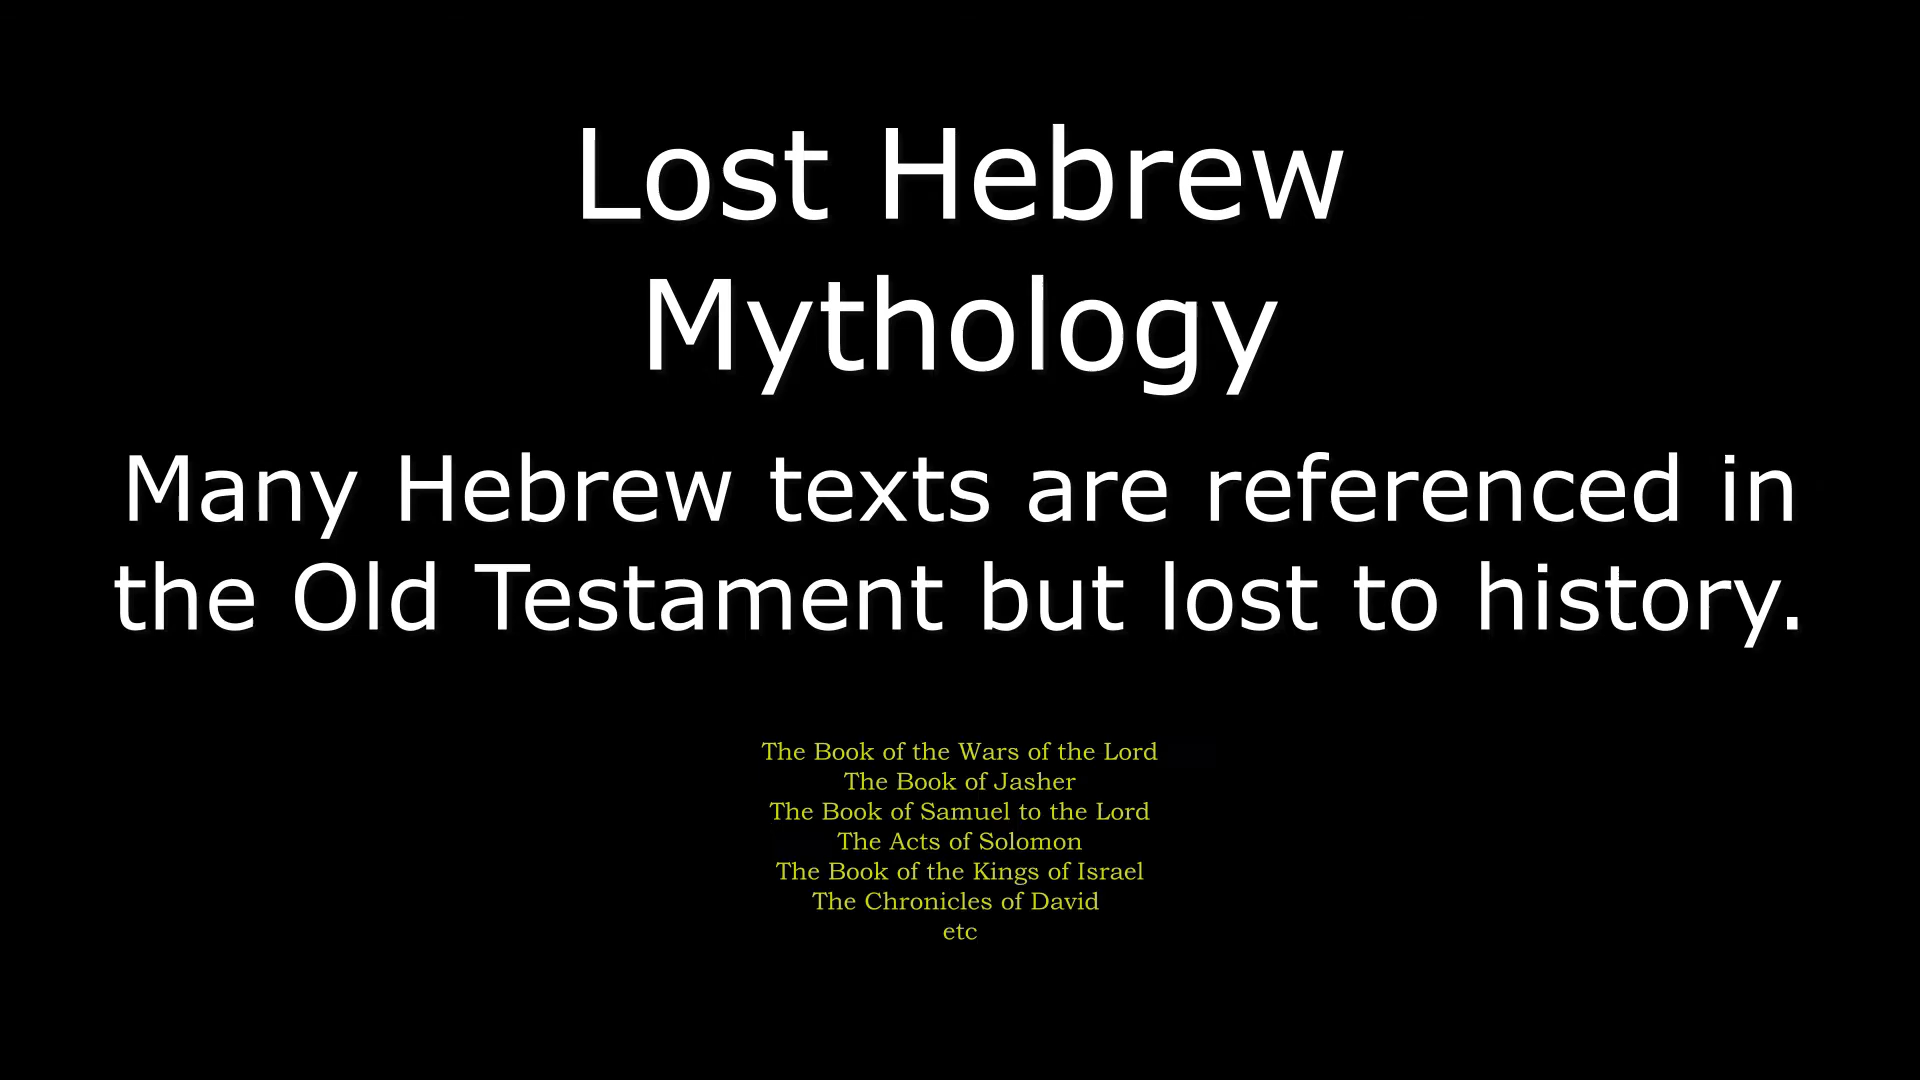 Lost Hebrew
Mythology
Many Hebrew texts are referenced in
the Old Testament but lost to history.
The Book of the Wars of the Lord
The Book of Jasher
The Book of Samuel to the Lord
The Acts of Solomon
The Book of the Kings of Israel
The Chronicles of David
etc